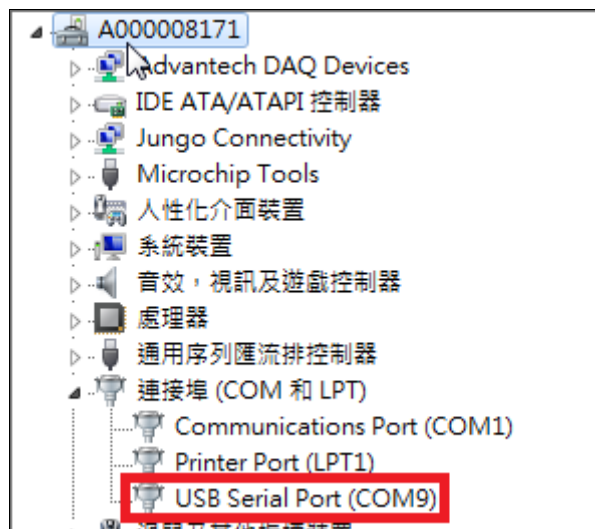 A000008171
Advantech DAQ Devices
IDE ATA/ATAPI 控制器
Jungo Connectivity
Microchip Tools
人性化介面裝置
系統裝置
音效，視訊及遊戲控制器
處理器
通用序列匯流排控制器
連接埠 (COM 和 LPT)
Communications Port (COM1)
Printer Port (LPT1)
USB Serial Port (COM9)